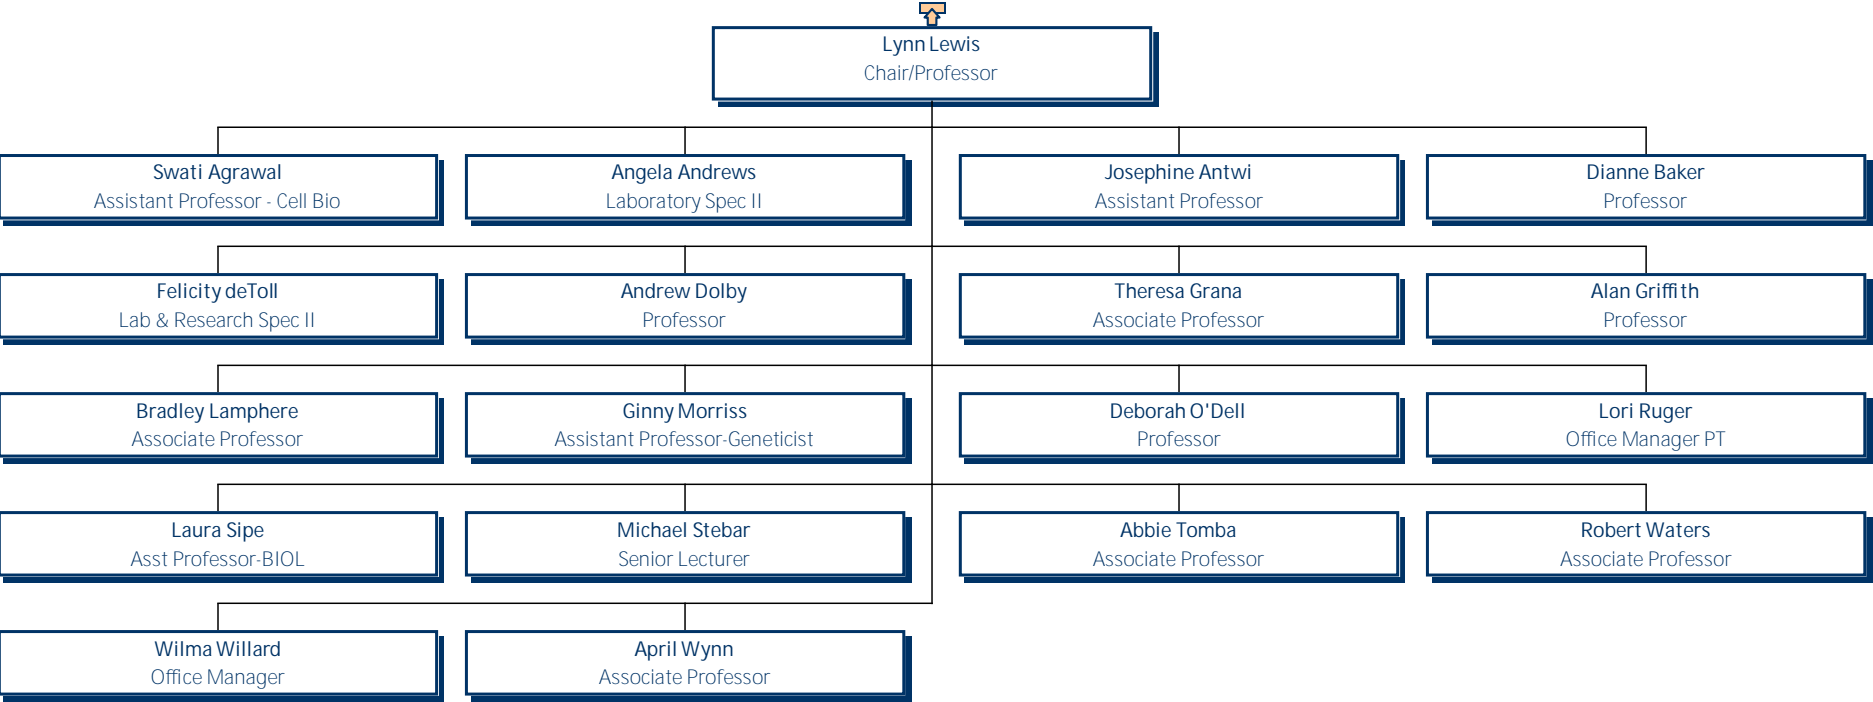 Lynn Lewis
Chair/Professor
Swati Agrawal
Assistant Professor - Cell Bio
Angela Andrews
Laboratory Spec II
Josephine Antwi
Assistant Professor
Dianne Baker
Professor
Felicity deToll
Lab & Research Spec II
Andrew Dolby
Professor
Theresa Grana
Associate Professor
Alan Griffith
Professor
Bradley Lamphere
Associate Professor
Ginny Morriss
Assistant Professor-Geneticist
Deborah O'Dell
Professor
Lori Ruger
Office Manager PT
Laura Sipe
Asst Professor-BIOL
Michael Stebar
Senior Lecturer
Abbie Tomba
Associate Professor
Robert Waters
Associate Professor
Wilma Willard
Office Manager
April Wynn
Associate Professor